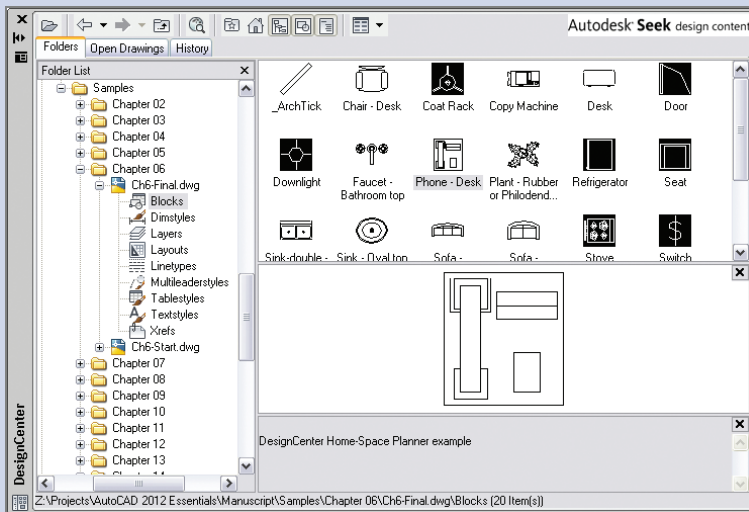 Autodesk® Seek design content
Folders Open Drawings History
Folder List
Samples
Chapter 02
Chapter 03
Chapter 04
Chapter 05
Chapter 06
Ch6-Final.dwg
Blocks
Dimstyles
Layers
Layouts
Linetypes
Multileaderstyles
Tablestyles
Textstyles
Xrefs
Ch6-Start.dwg
Chapter 07
Chapter 08
Chapter 09
Chapter 10
Chapter 11
Chapter 12
Chapter 13
_ArchTick Chair - Desk Coat Rack Copy Machine Desk Door
Downlight Faucet - Phone - Desk Plant - Rubber Refrigerator Seat
Bathroom top or Philodend...
Sink-double - Sink - Oval top Sofa - Sofa - Stove Switch
DesignCenter Home-Space Planner example
DesignCenter
Z:\Projects\AutoCAD 2012 Essentials\Manuscript\Samples\Chapter 06\Ch6-Final.dwg\Blocks (20 Item(s))